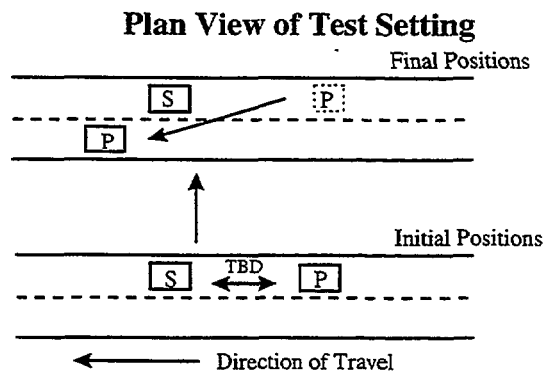 Plan View of Test Setting
Final Positions
S P
P
Initial Positions
S TBD P
Direction of Travel